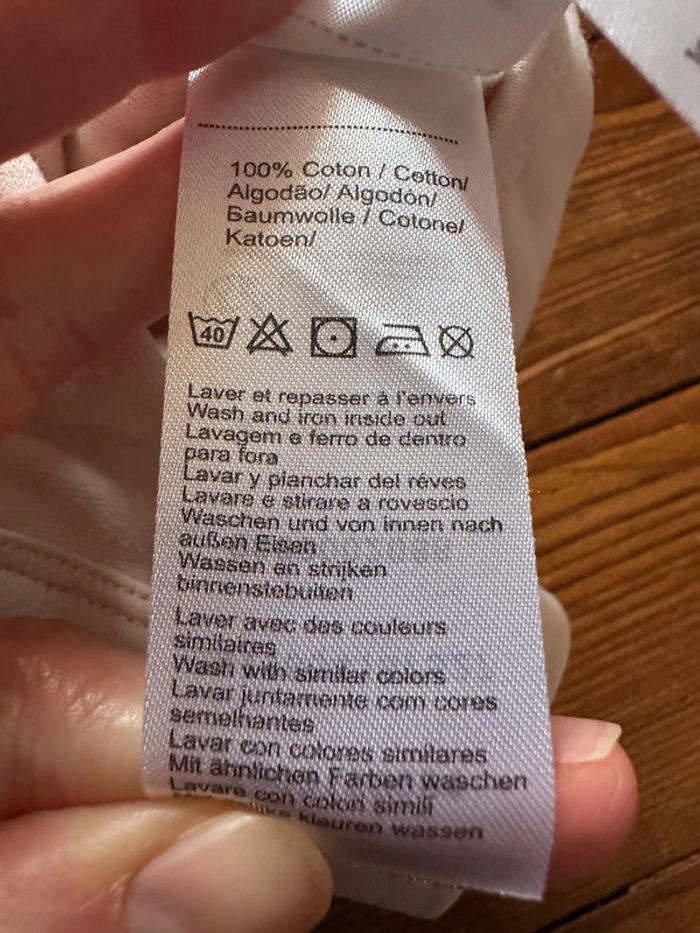 100% Coton / Cotton/
Algodão/ Algodón/
Baumwolle / Cotone/
Katoen/
40
Laver et repasser à l'envers
Wash and iron inside out
Lavagem e ferro de dentro
para fora
Lavar y planchar del réves
Lavare e stirare a rovescio
Waschen und von innen nach
außen Eisen
Wassen en strijken
binnenstebuiten
Laver avec des couleurs
similaires
Wash with similar colors
Lavar juntamente com cores
semelhantes
Lavar con colores similares
Mit ähnlichen Farben waschen
Lavare con colori simili
kleuren wassen